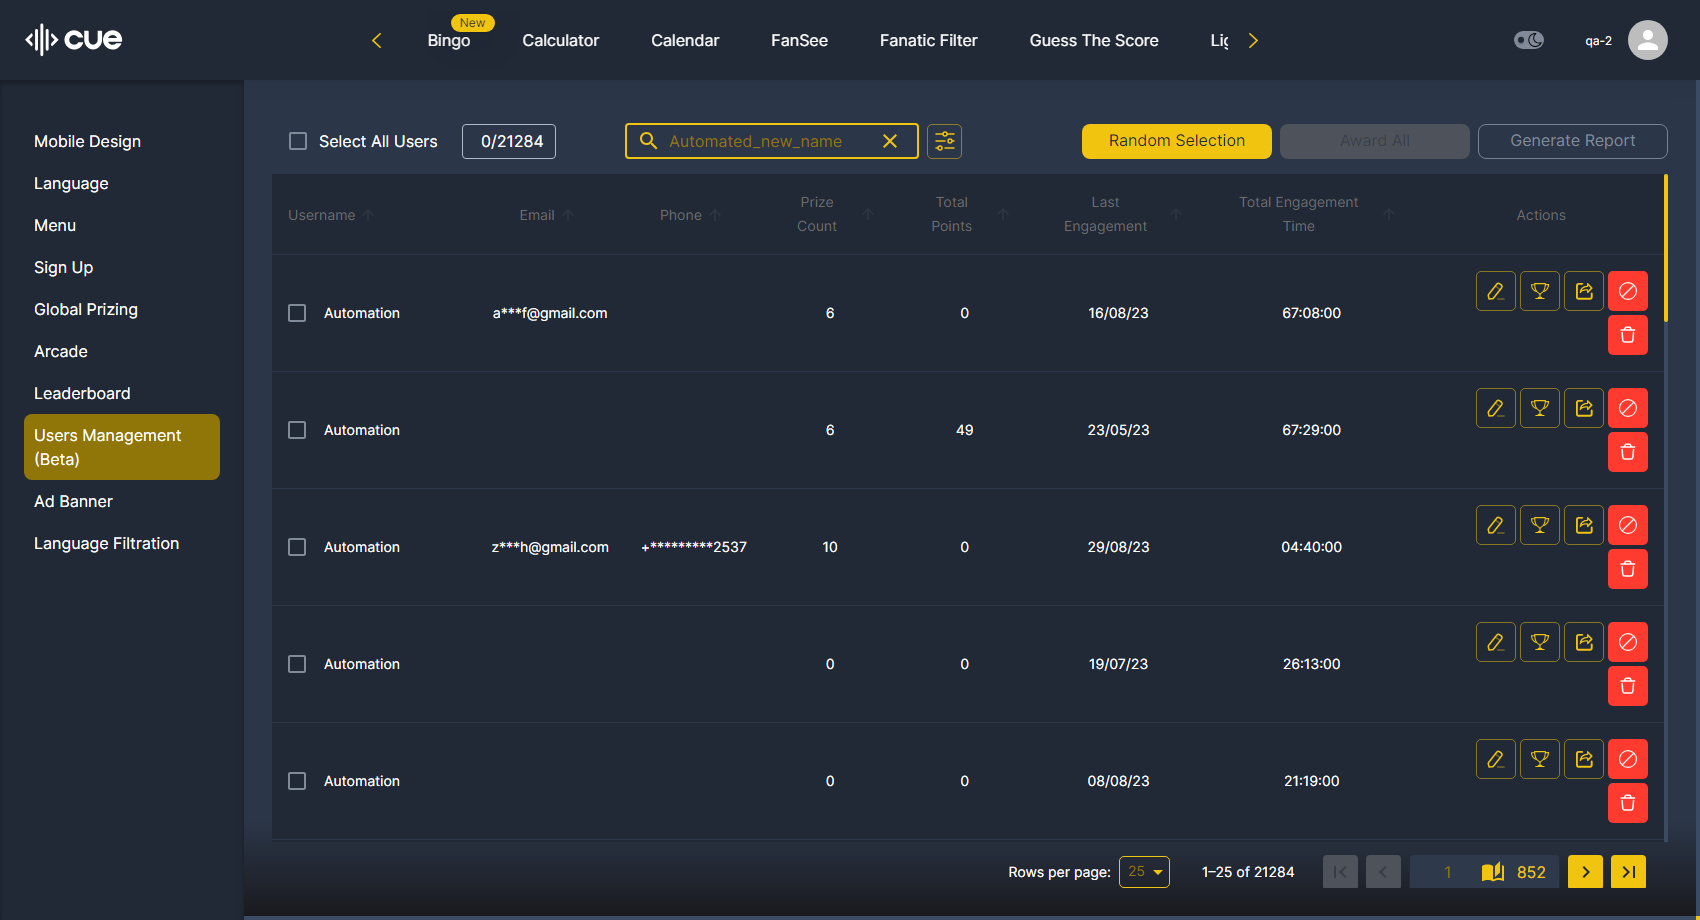 cue
New
Bingo
Calculator
Calendar
FanSee
Fanatic Filter
Guess The Score
Lig
qa-2
Mobile Design
Language
Menu
Sign Up
Global Prizing
Arcade
Leaderboard
Users Management
(Beta)
Ad Banner
Language Filtration
Select All Users
0/21284
Automated_new_name
Random Selection
Award All
Generate Report
Username
Email
Phone
Prize
Count
Total
Points
Last
Engagement
Total Engagement
Time
Actions
Automation a***f@gmail.com 6 0 16/08/23 67:08:00
Automation 6 49 23/05/23 67:29:00
Automation z***h@gmail.com +*********2537 10 0 29/08/23 04:40:00
Automation 0 0 19/07/23 26:13:00
Automation 0 0 08/08/23 21:19:00
Rows per page: 25 1–25 of 21284 1 852